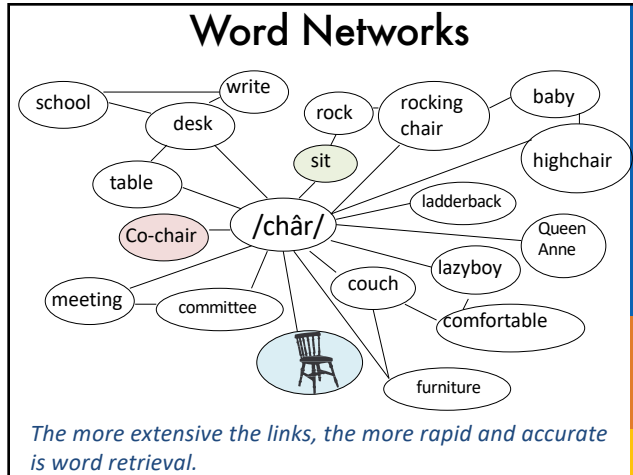 Word Networks
school
write
desk
rock
rocking
chair
baby
highchair
sit
table
ladderback
Co-chair
/châr/
Queen
Anne
lazyboy
couch
meeting
committee
comfortable
furniture
The more extensive the links, the more rapid and accurate
is word retrieval.